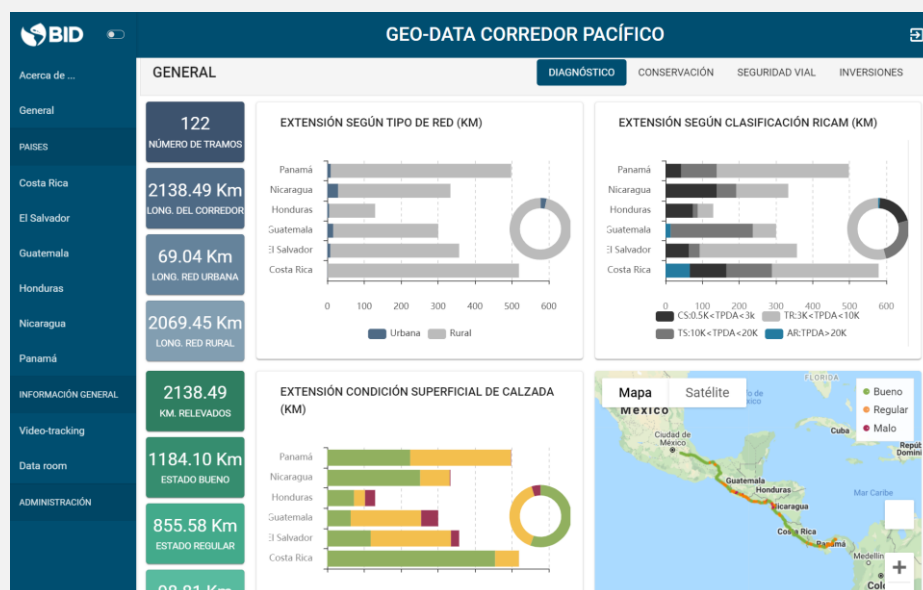 BID
GEO-DATA CORREDOR PACÍFICO
Acerca de ...
General
PAISES
Costa Rica
El Salvador
Guatemala
Honduras
Nicaragua
Panamá
INFORMACIÓN GENERAL
Video-tracking
Data room
ADMINISTRACIÓN
GENERAL
DIAGNÓSTICO
CONSERVACIÓN
SEGURIDAD VIAL
INVERSIONES
122
NÚMERO DE TRAMOS
2138.49 Km
LONG. DEL CORREDOR
69.04 Km
LONG. RED URBANA
2069.45 Km
LONG. RED RURAL
EXTENSIÓN SEGÚN TIPO DE RED (KM)
Panamá
Nicaragua
Honduras
Guatemala
El Salvador
Costa Rica
0 100 200 300 400 500 600
Urbana Rural
EXTENSIÓN SEGÚN CLASIFICACIÓN RICAM (KM)
Panamá
Nicaragua
Honduras
Guatemala
El Salvador
Costa Rica
0 100 200 300 400 500 600
CS:0.5K<TPDA<3k TR:3K<TPDA<10K
TS:10K<TPDA<20K AR:TPDA>20K
2138.49
KM. RELEVADOS
1184.10 Km
ESTADO BUENO
855.58 Km
ESTADO REGULAR
98.81 Km
EXTENSIÓN CONDICIÓN SUPERFICIAL DE CALZADA
(KM)
Panamá
Nicaragua
Honduras
Guatemala
El Salvador
Costa Rica
Mapa Satélite
Bueno
Regular
Malo
FLORIDA
México
Ciudad de
México
Cuba
Guatemala
Honduras
Nicaragua
Mar Caribe
Costa Rica
Panamá
Medellín
+